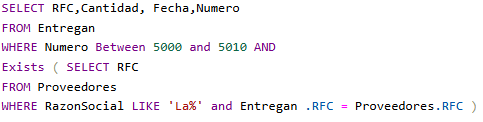 SELECT RFC,Cantidad, Fecha,Numero
FROM Entregan
WHERE Numero Between 5000 and 5010 AND
Exists ( SELECT RFC
FROM Proveedores
WHERE RazonSocial LIKE 'La%' and Entregan .RFC = Proveedores.RFC )